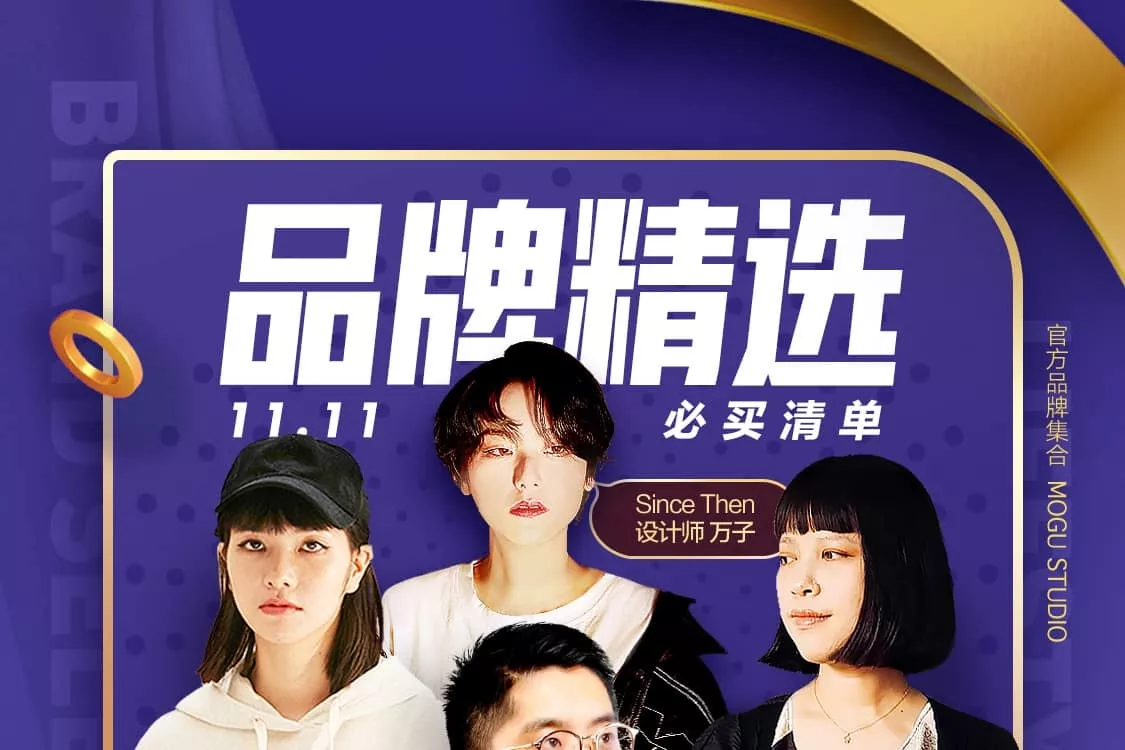 品牌精选
11.11
必买清单
Since Then
设计师 万子
官方品牌集合 MOGU STUDIO